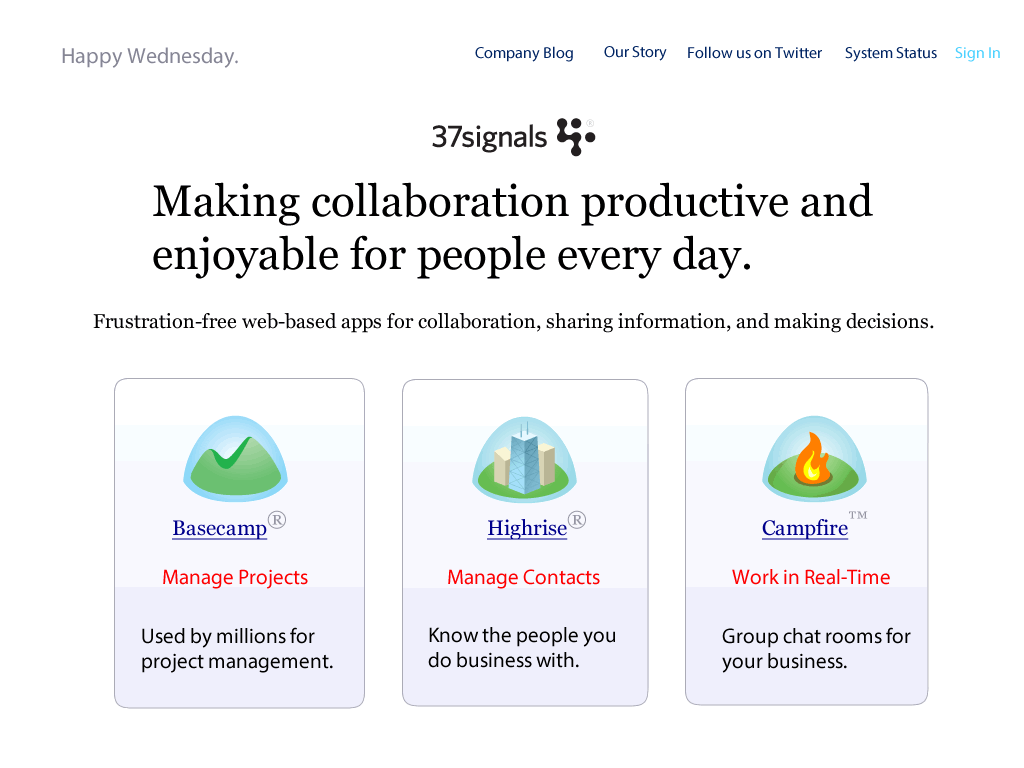 Happy Wednesday.
Company Blog Our Story Follow us on Twitter System Status Sign In
37signals ®
Making collaboration productive and
enjoyable for people every day.
Frustration-free web-based apps for collaboration, sharing information, and making decisions.
Basecamp®
Manage Projects
Used by millions for
project management.
Highrise®
Manage Contacts
Know the people you
do business with.
Campfire™
Work in Real-Time
Group chat rooms for
your business.